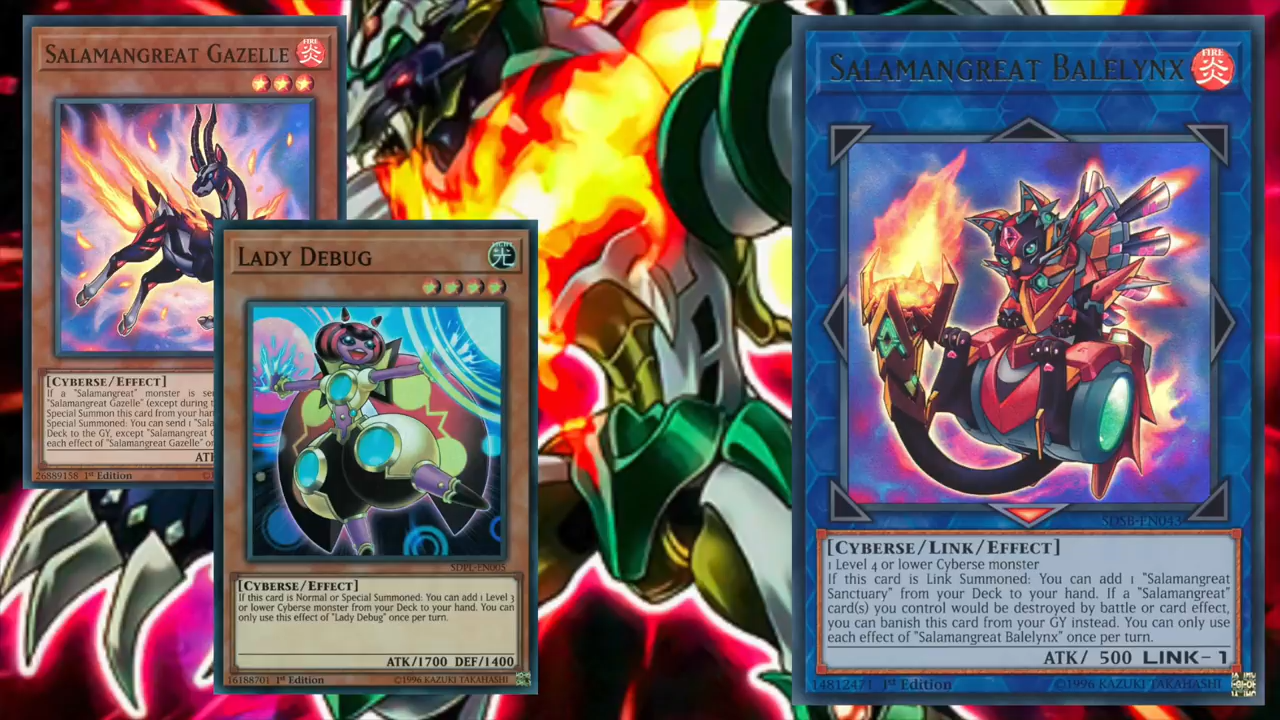 SALAMANGREAT GAZELLE
FIRE
炎
[CYBERSE/EFFECT]
If a "Salamangreat" monster is se
"Salamangreat Gazelle" (except during t
Special Summon this card from your han
Special Summoned: You can send 1 "Sala
Deck to the GY, except "Salamangreat G
each effect of "Salamangreat Gazelle" on
26889158 1st Edition
LADY DEBUG
LIGHT
光
SDPL-EN005
[CYBERSE/EFFECT]
If this card is Normal or Special Summoned: You can add 1 Level 3
or lower Cyberse monster from your Deck to your hand. You can
only use this effect of "Lady Debug" once per turn.
ATK/1700 DEF/1400
16188701 1st Edition ©1996 KAZUKI TAKAHASHI
SALAMANGREAT BALELYNX
FIRE
炎
SDSB-EN043
[CYBERSE/LINK/EFFECT]
1 Level 4 or lower Cyberse monster
If this card is Link Summoned: You can add 1 "Salamangreat
Sanctuary" from your Deck to your hand. If a "Salamangreat"
card(s) you control would be destroyed by battle or card effect,
you can banish this card from your GY instead. You can only use
each effect of "Salamangreat Balelynx" once per turn.
ATK/ 500 LINK-1
14812471 1st Edition ©1996 KAZUKI TAKAHASHI